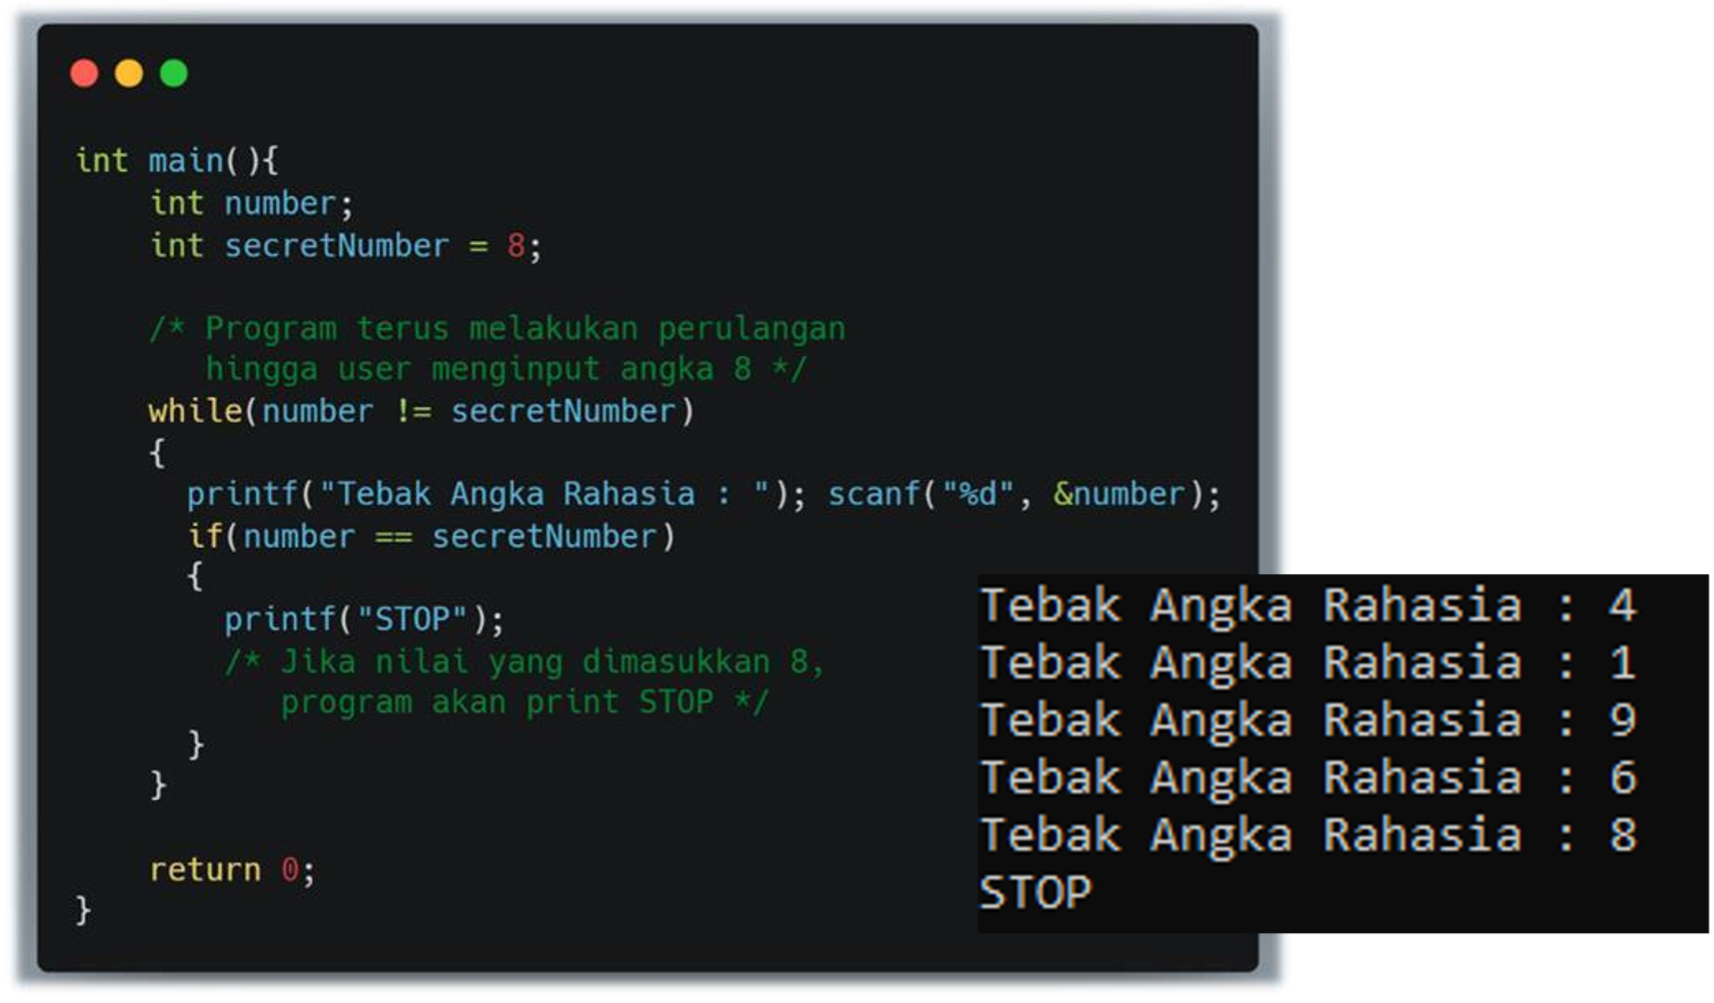 int main(){
int number;
int secretNumber = 8;
/* Program terus melakukan perulangan
hingga user menginput angka 8 */
while(number != secretNumber)
{
printf("Tebak Angka Rahasia : "); scanf("%d", &number);
if(number == secretNumber)
{
printf("STOP");
/* Jika nilai yang dimasukkan 8,
program akan print STOP */
}
}
return 0;
}
Tebak Angka Rahasia : 4
Tebak Angka Rahasia : 1
Tebak Angka Rahasia : 9
Tebak Angka Rahasia : 6
Tebak Angka Rahasia : 8
STOP